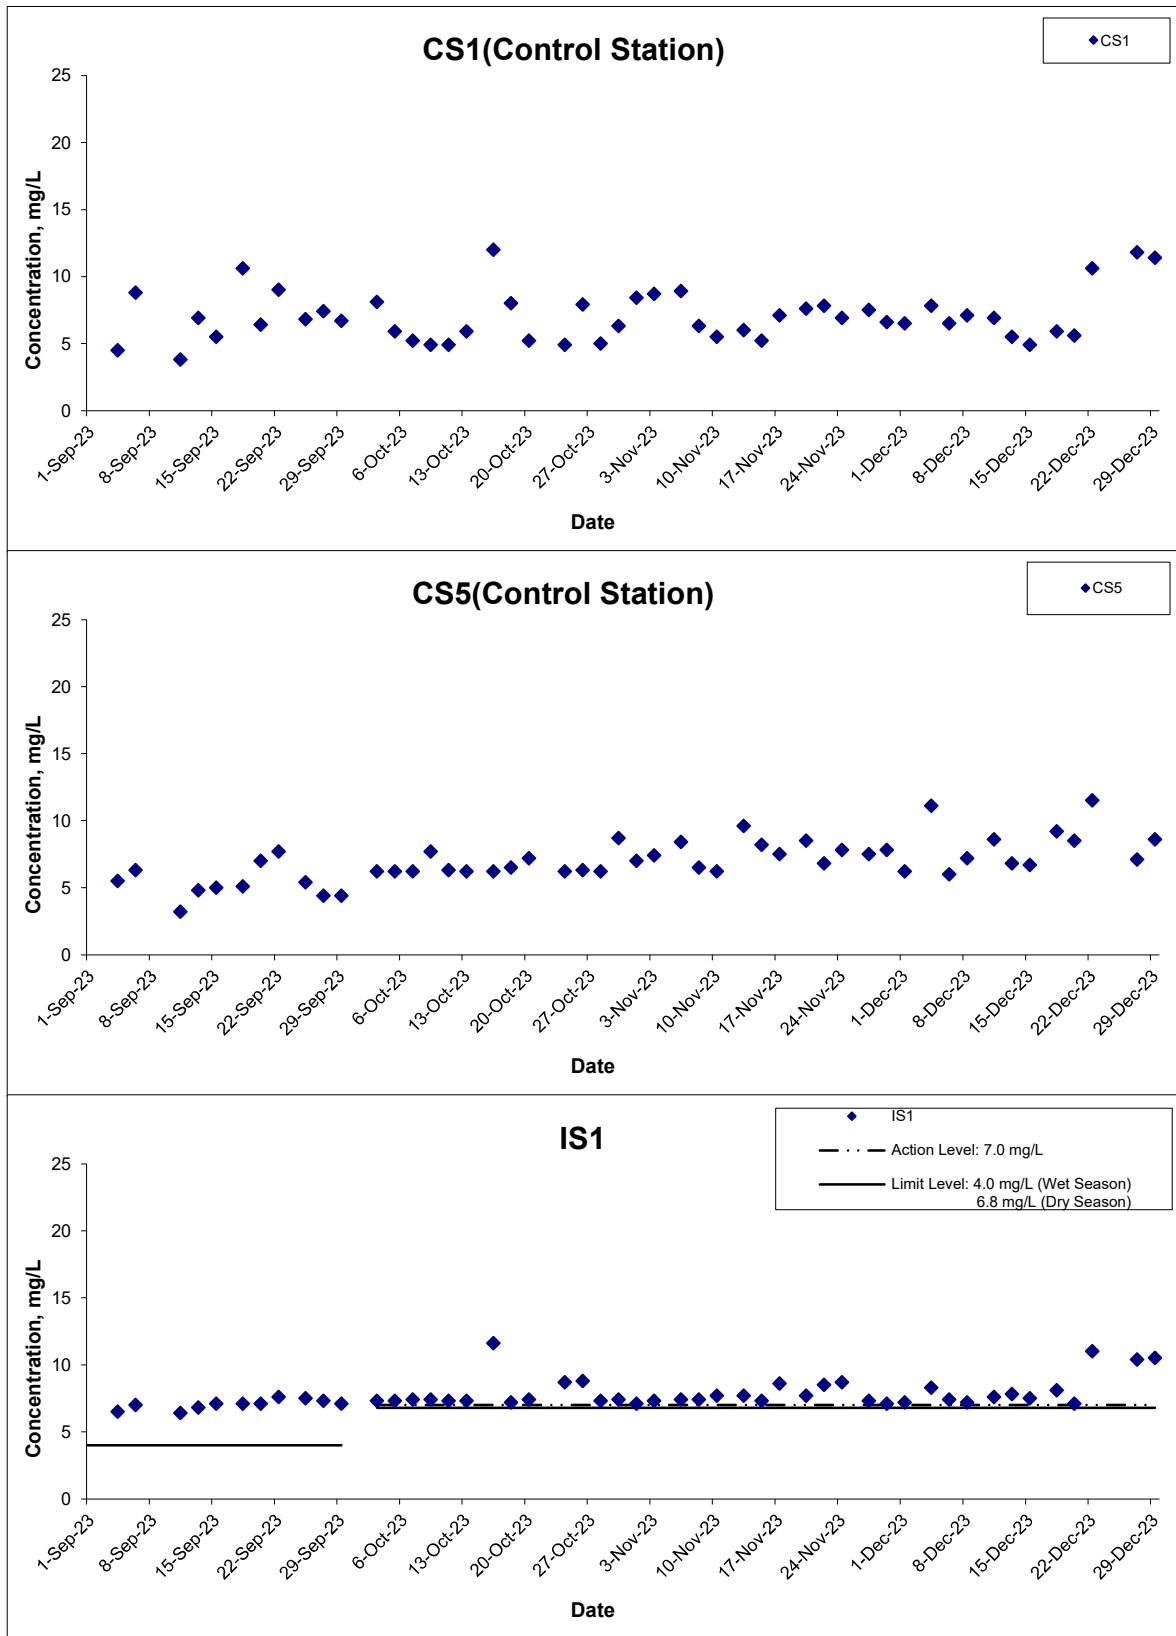 CS1(Control Station)
CS1
Concentration, mg/L
25
20
15
10
5
0
1-Sep-23
8-Sep-23
15-Sep-23
22-Sep-23
29-Sep-23
6-Oct-23
13-Oct-23
20-Oct-23
27-Oct-23
3-Nov-23
10-Nov-23
17-Nov-23
24-Nov-23
1-Dec-23
8-Dec-23
15-Dec-23
22-Dec-23
29-Dec-23
Date
CS5(Control Station)
CS5
Concentration, mg/L
25
20
15
10
5
0
1-Sep-23
8-Sep-23
15-Sep-23
22-Sep-23
29-Sep-23
6-Oct-23
13-Oct-23
20-Oct-23
27-Oct-23
3-Nov-23
10-Nov-23
17-Nov-23
24-Nov-23
1-Dec-23
8-Dec-23
15-Dec-23
22-Dec-23
29-Dec-23
Date
IS1
IS1
Action Level: 7.0 mg/L
Limit Level: 4.0 mg/L (Wet Season)
6.8 mg/L (Dry Season)
Concentration, mg/L
25
20
15
10
5
0
1-Sep-23
8-Sep-23
15-Sep-23
22-Sep-23
29-Sep-23
6-Oct-23
13-Oct-23
20-Oct-23
27-Oct-23
3-Nov-23
10-Nov-23
17-Nov-23
24-Nov-23
1-Dec-23
8-Dec-23
15-Dec-23
22-Dec-23
29-Dec-23
Date